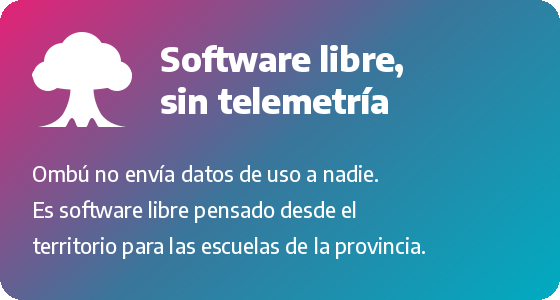 Software libre,
sin telemetría
Ombú no envía datos de uso a nadie.
Es software libre pensado desde el
territorio para las escuelas de la provincia.